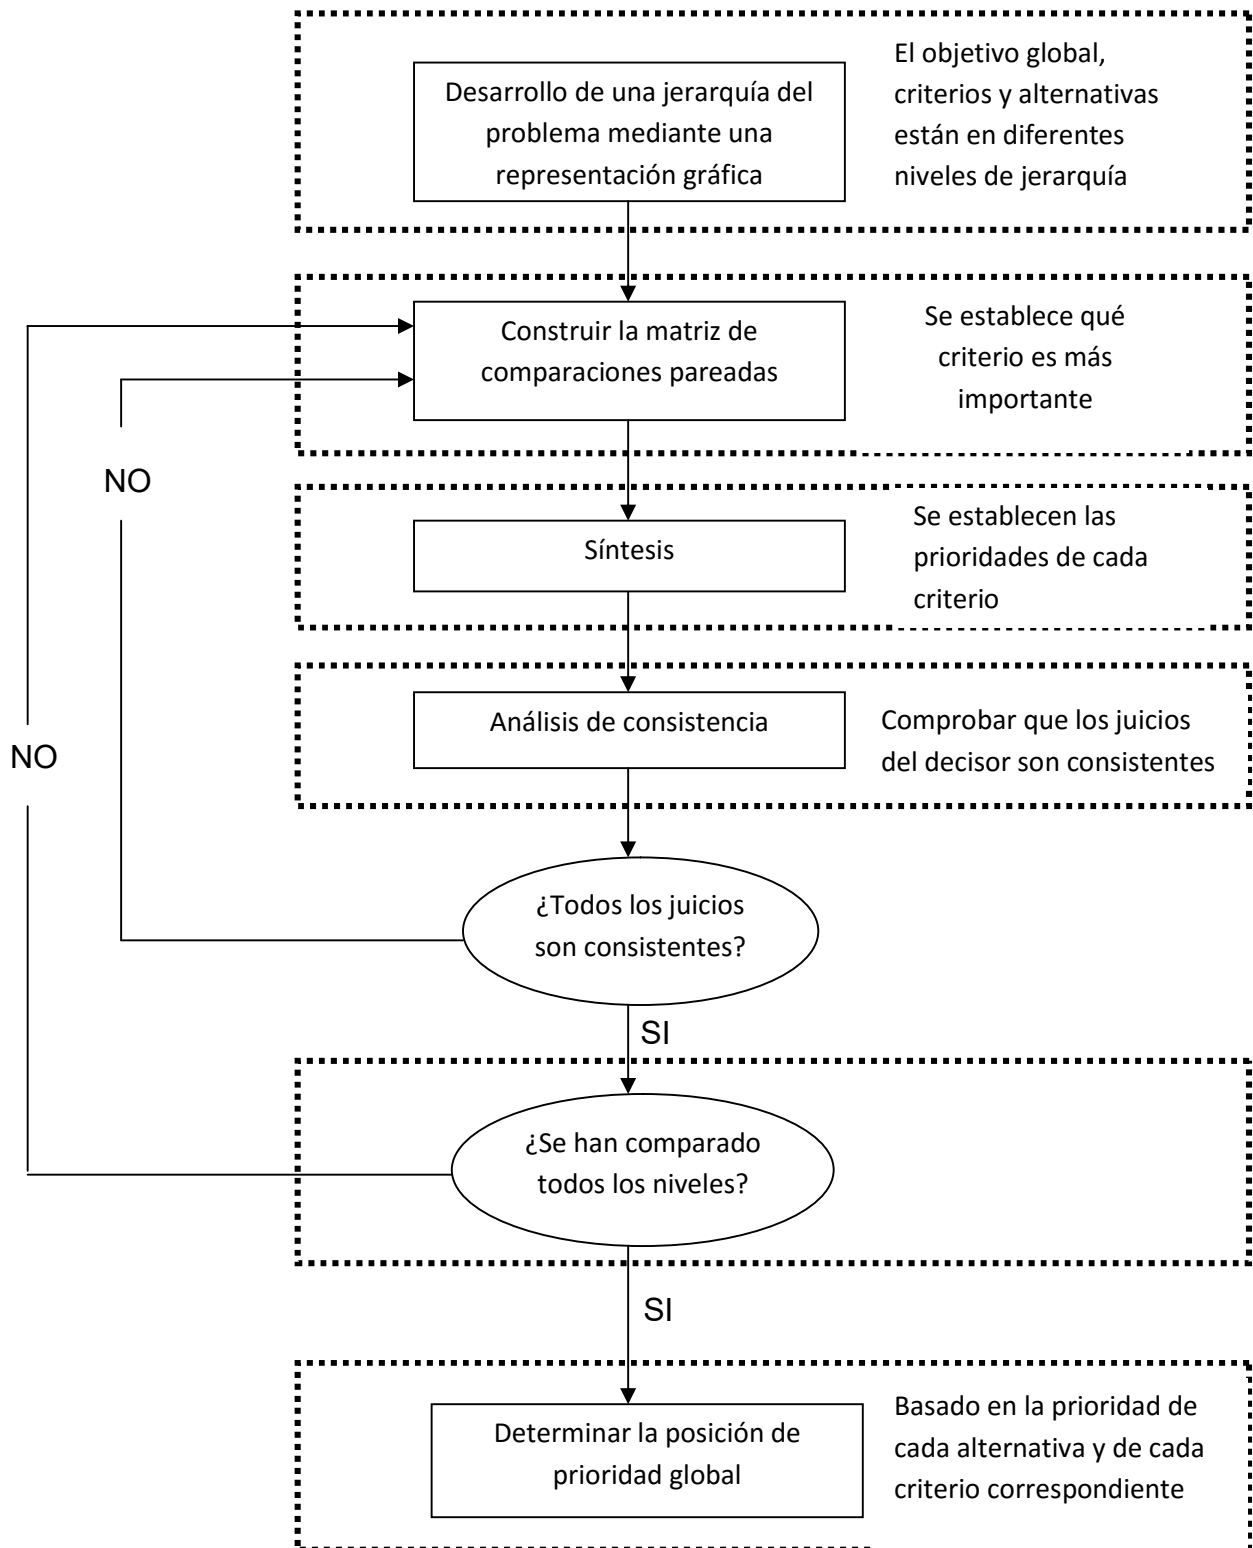 Desarrollo de una jerarquía del
problema mediante una
representación gráfica
El objetivo global,
criterios y alternativas
están en diferentes
niveles de jerarquía
Construir la matriz de
comparaciones pareadas
Se establece qué
criterio es más
importante
NO
Síntesis
Se establecen las
prioridades de cada
criterio
Análisis de consistencia
Comprobar que los juicios
del decisor son consistentes
NO
¿Todos los juicios
son consistentes?
SI
¿Se han comparado
todos los niveles?
SI
Determinar la posición de
prioridad global
Basado en la prioridad de
cada alternativa y de cada
criterio correspondiente